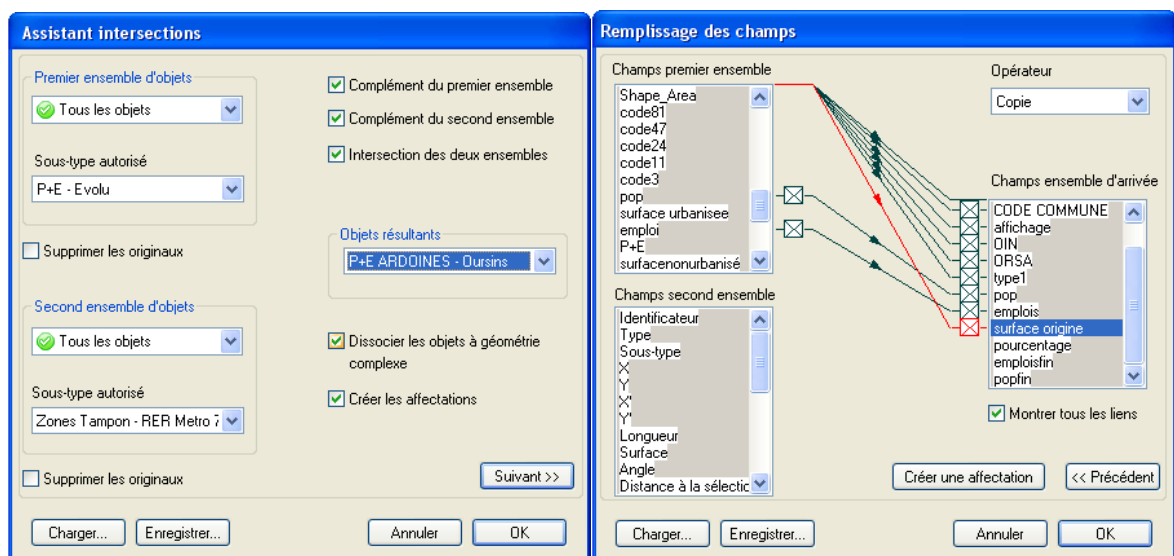 Assistant intersections
Premier ensemble d'objets
Tous les objets
Sous-type autorisé
P+E - Evolu
Supprimer les originaux
Second ensemble d'objets
Tous les objets
Sous-type autorisé
Zones Tampon - RER Metro 7
Supprimer les originaux
Complément du premier ensemble
Complément du second ensemble
Intersection des deux ensembles
Objets résultants
P+E ARDOINES - Oursins
Dissocier les objets à géométrie
complexe
Créer les affectations
Suivant >>
Charger...
Enregistrer...
Annuler
OK
Remplissage des champs
Champs premier ensemble
Shape_Area
code81
code47
code24
code11
code3
pop
surface urbanisee
emploi
P+E
surfacenonurbanisé
Champs second ensemble
Identificateur
Type
Sous-type
X
Y
X'
Y'
Longueur
Surface
Angle
Distance à la sélectic
Opérateur
Copie
Champs ensemble d'arrivée
CODE COMMUNE
affichage
OIN
ORSA
type1
pop
emplois
surface origine
pourcentage
emploisfin
popfin
Montrer tous les liens
Créer une affectation
<< Précédent
Charger...
Enregistrer...
Annuler
OK